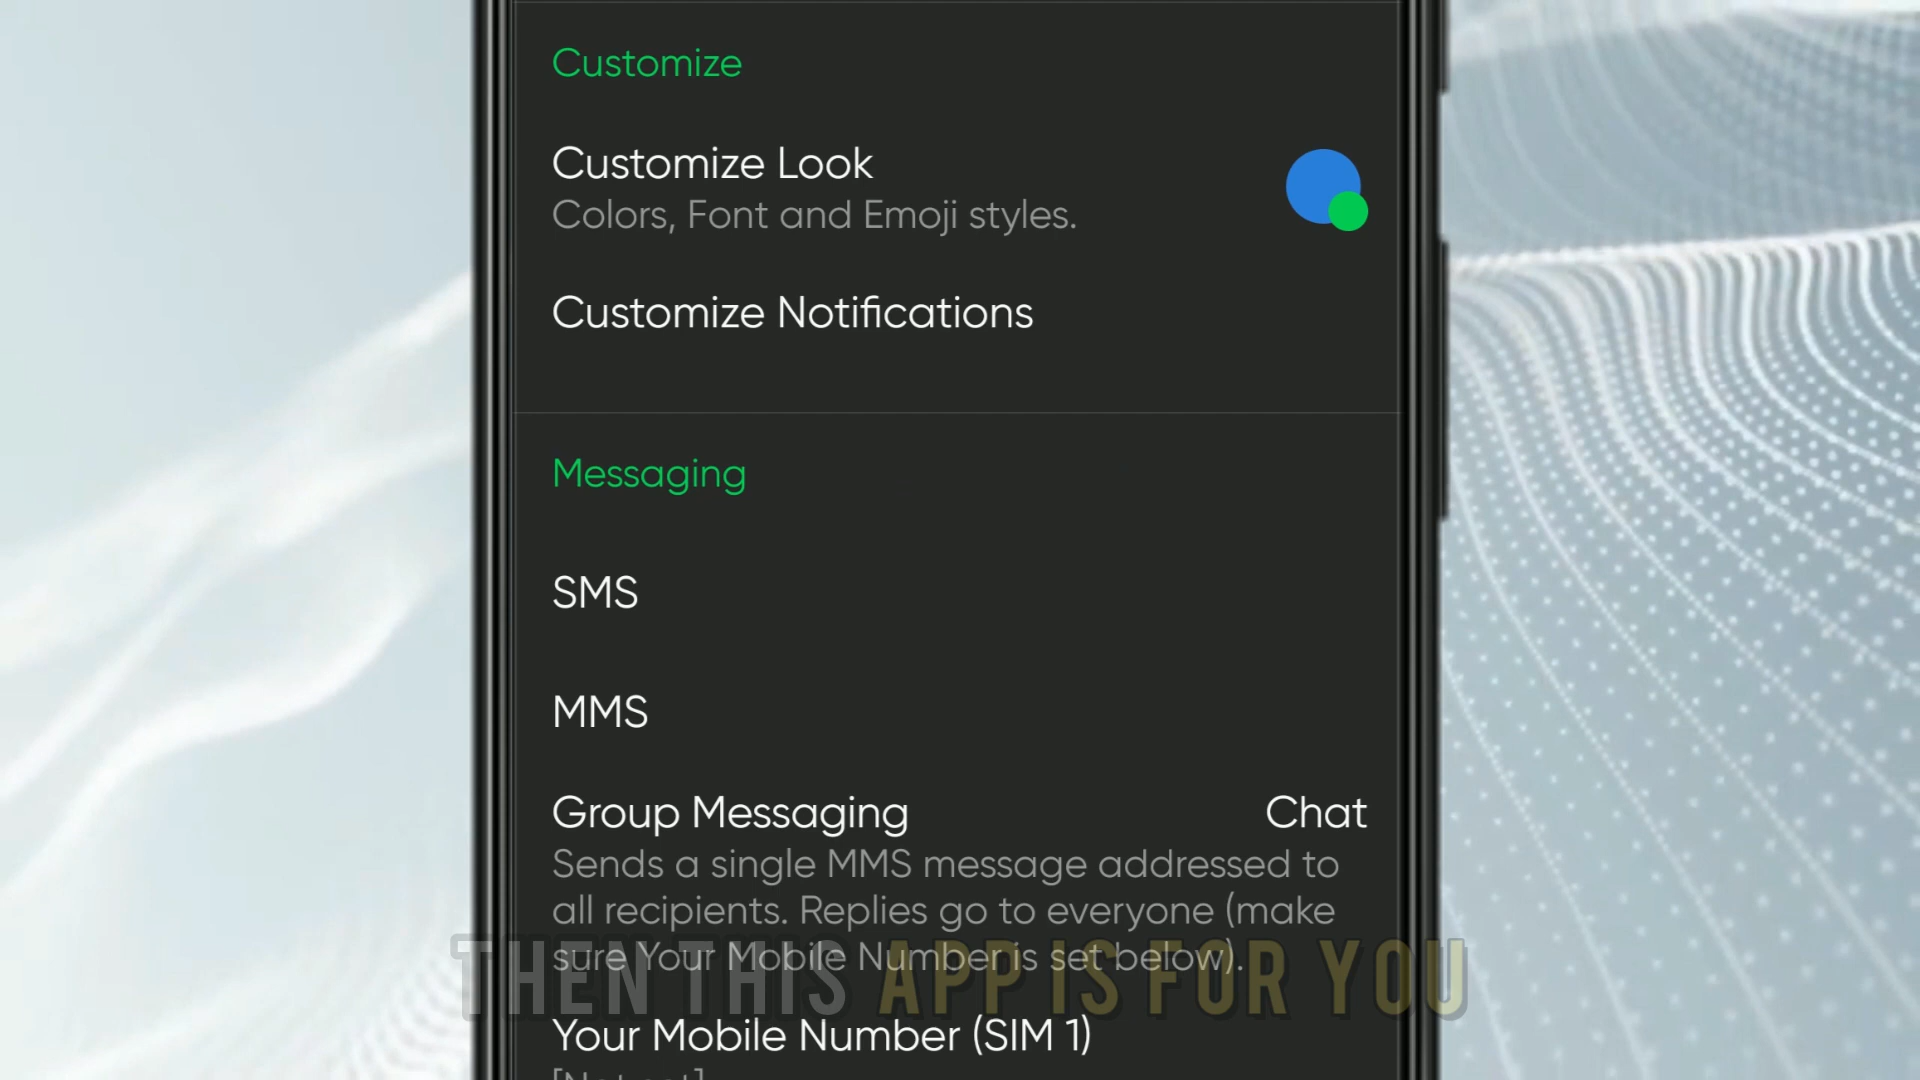 Customize
Customize Look
Colors, Font and Emoji styles.
Customize Notifications
Messaging
SMS
MMS
Group Messaging Chat
Sends a single MMS message addressed to
all recipients. Replies go to everyone (make
sure Your Mobile Number is set below).
THEN THIS APP IS FOR YOU
Your Mobile Number (SIM 1)
[Not set]